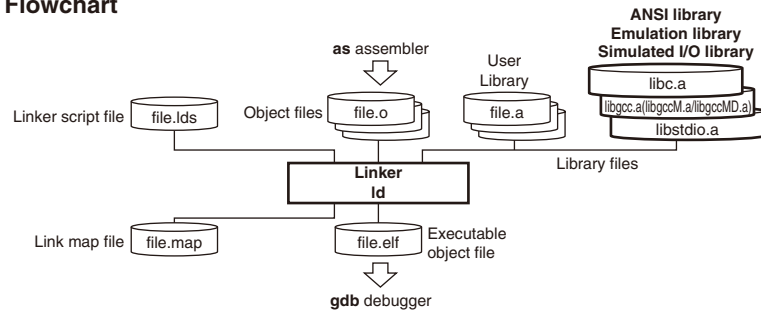 Flowchart
ANSI library
Emulation library
Simulated I/O library
as assembler
User
Library
libc.a
libgcc.a(libgccM.a/libgccMD.a)
libstdio.a
Linker script file
file.lds
Object files
file.o
file.a
Library files
Linker
ld
Link map file
file.map
file.elf
Executable
object file
gdb debugger